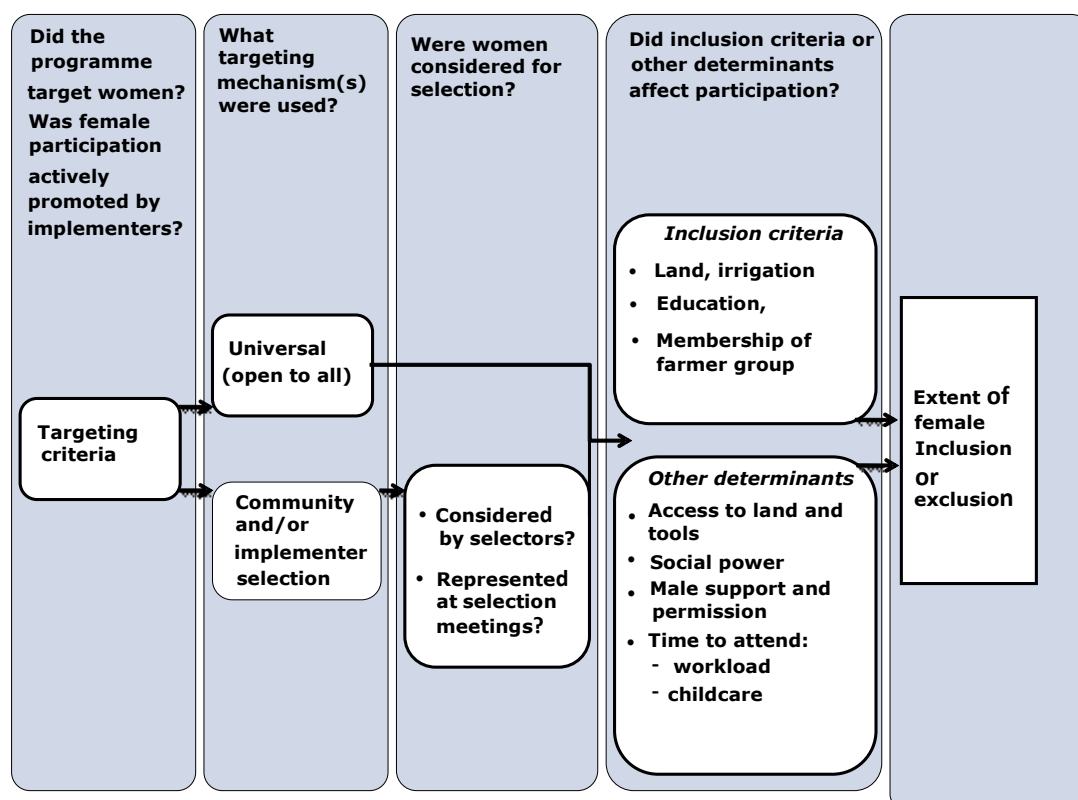 Did the
programme
target women?
Was female
participation
actively
promoted by
implementers?
What
targeting
mechanism(s)
were used?
Were women
considered for
selection?
Did inclusion criteria or
other determinants
affect participation?
Targeting
criteria
Universal
(open to all)
Community
and/or
implementer
selection
• Considered
by selectors?
• Represented
at selection
meetings?
Inclusion criteria
• Land, irrigation
• Education,
• Membership of
farmer group
Other determinants
• Access to land and
tools
• Social power
• Male support and
permission
• Time to attend:
- workload
- childcare
Extent of
female
Inclusion
or
exclusion